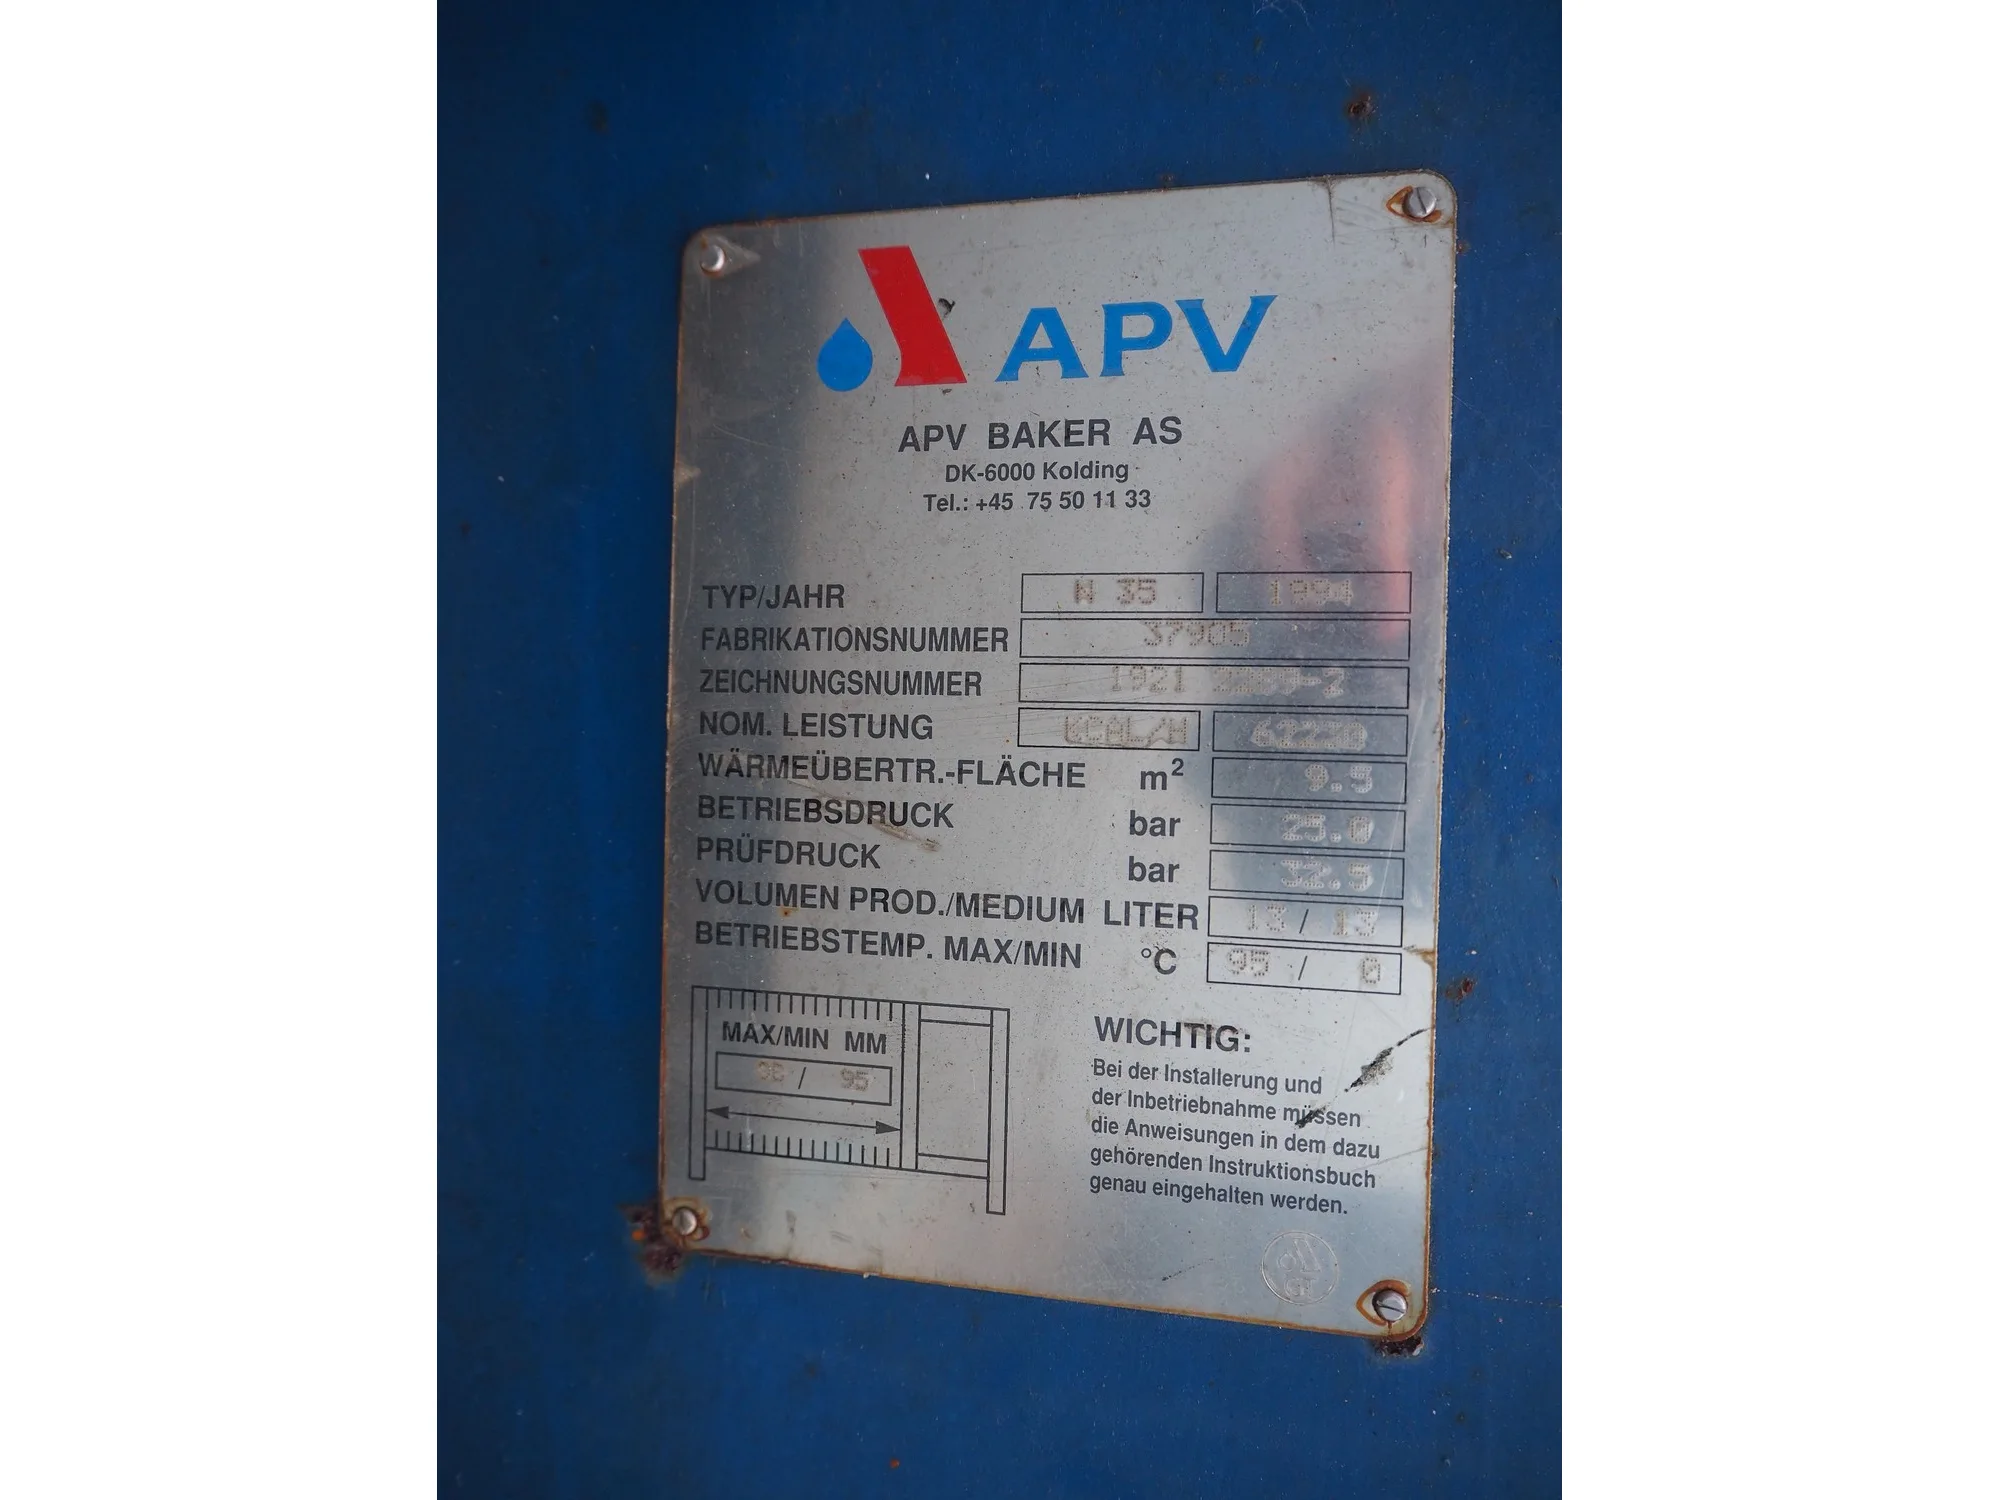 APV
APV BAKER AS
DK-6000 Kolding
Tel.: +45 75 50 11 33
TYP/JAHR N 35 1994
FABRIKATIONSNUMMER 37905
ZEICHNUNGSNUMMER 1921
NOM. LEISTUNG KCAL/H
WÄRMEÜBERTR.-FLÄCHE m² 9.5
BETRIEBSDRUCK bar 25.0
PRÜFDRUCK bar 32.5
VOLUMEN PROD./MEDIUM LITER 13 / 13
BETRIEBSTEMP. MAX/MIN °C 95 / 0
MAX/MIN MM
/ 95
WICHTIG:
Bei der Installerung und
der Inbetriebnahme müssen
die Anweisungen in dem dazu
gehörenden Instruktionsbuch
genau eingehalten werden.